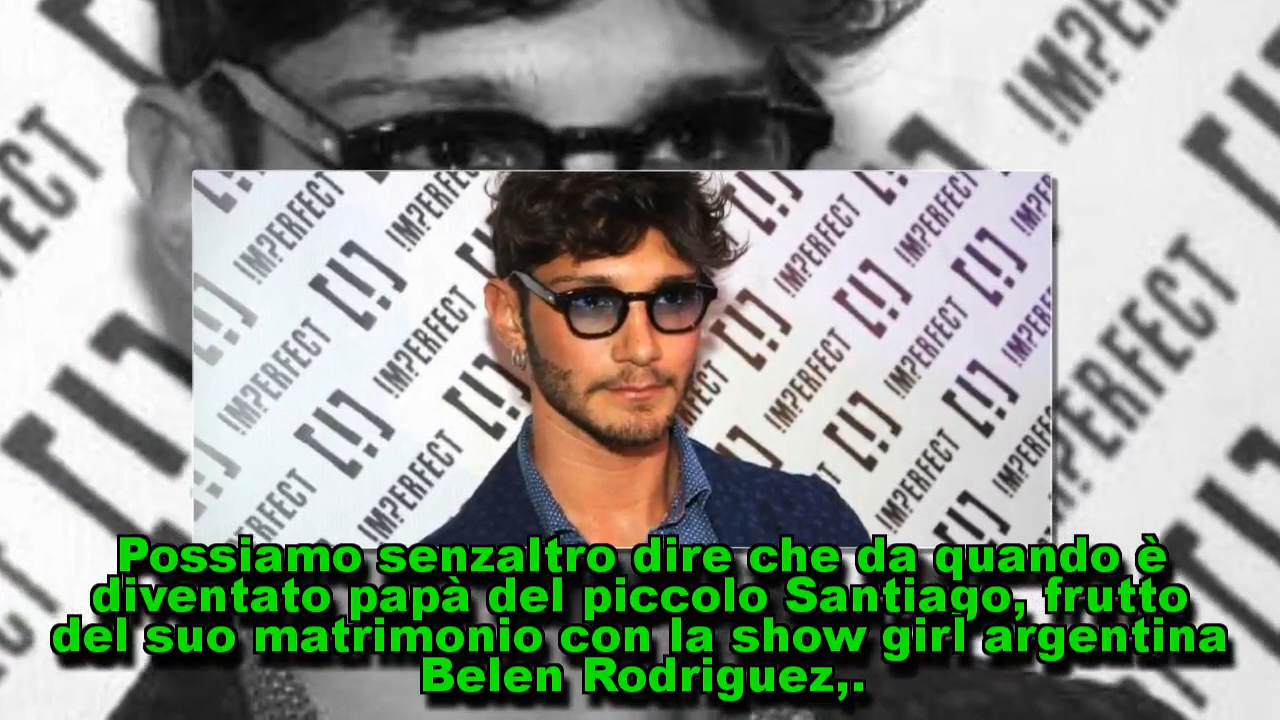 !M?ERFECT
[!]
Possiamo senzaltro dire che da quando è
diventato papà del piccolo Santiago, frutto
del suo matrimonio con la show girl argentina
Belen Rodriguez,.